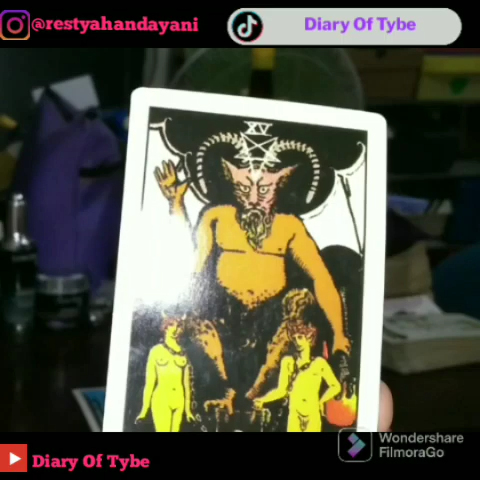 @restyahandayani
Diary Of Tybe
XV
Diary Of Tybe
Wondershare
FilmoraGo